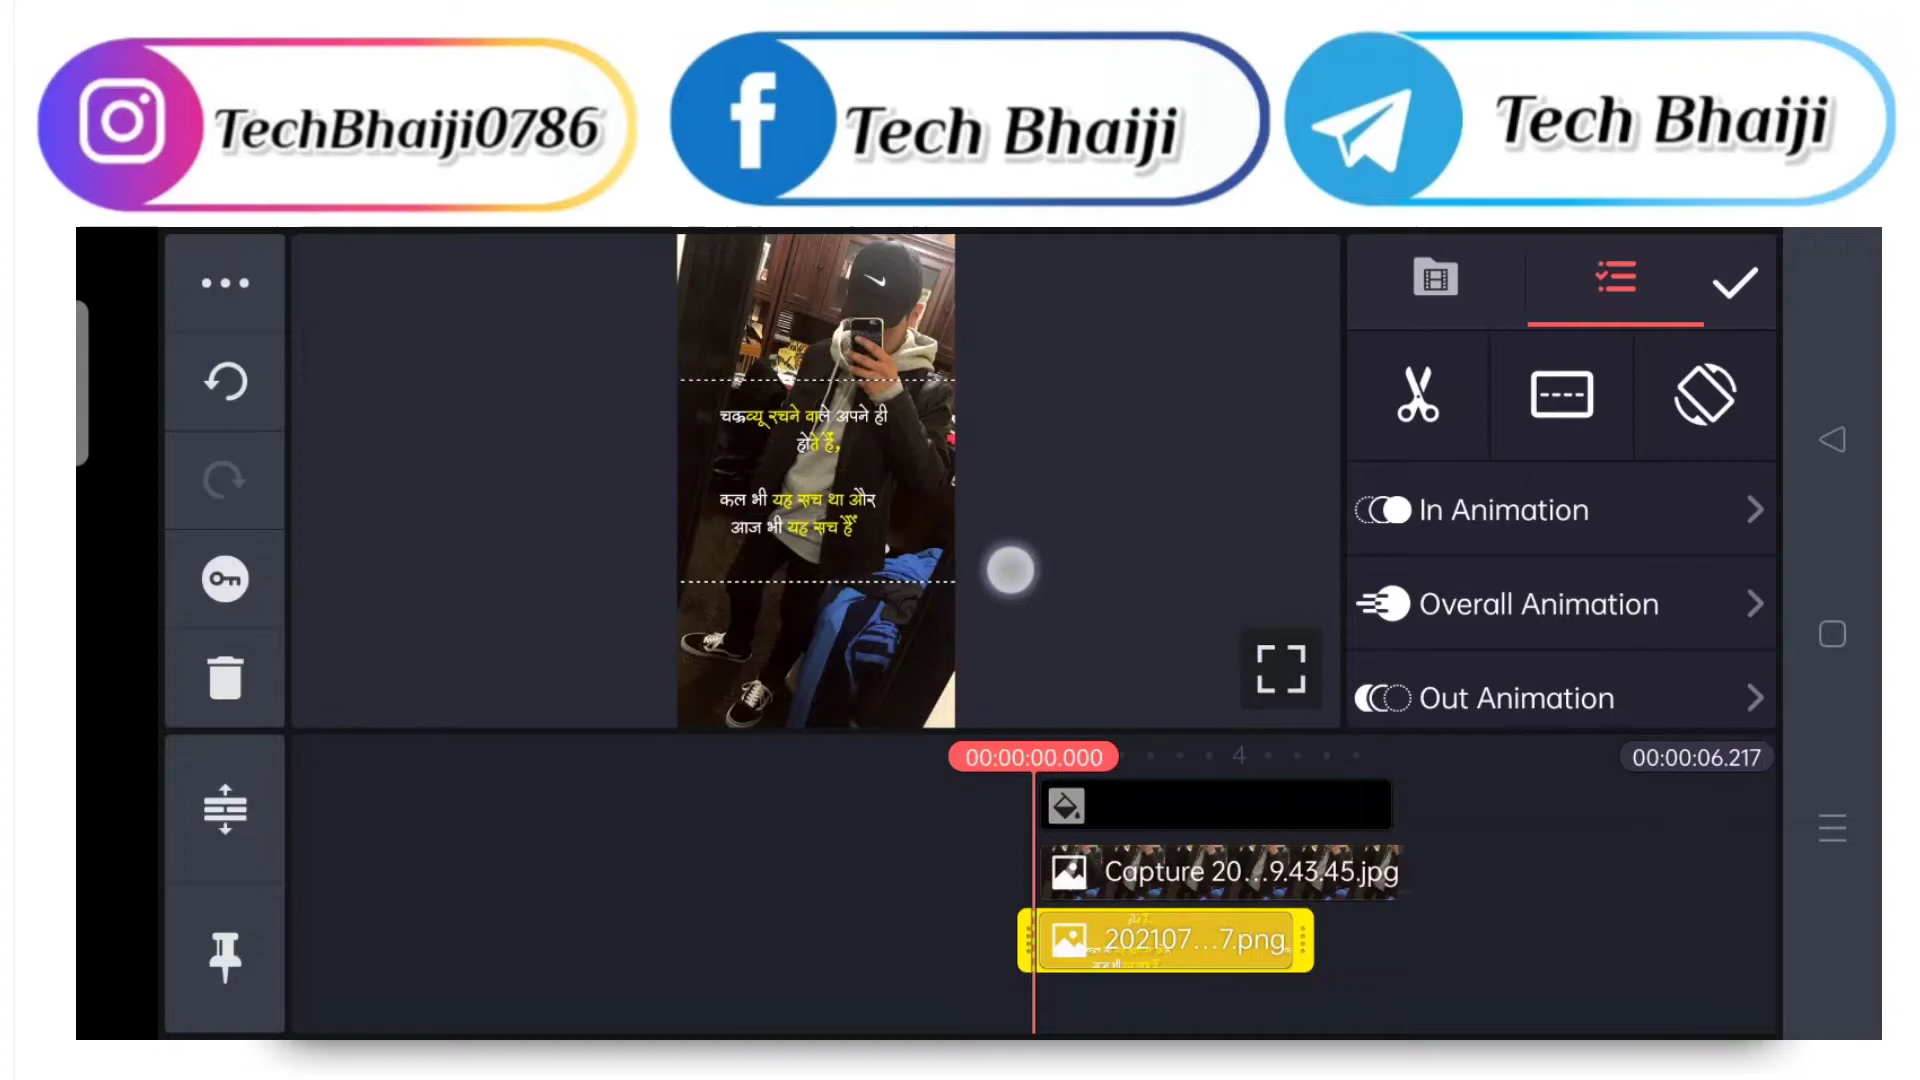 TechBhaiji0786
Tech Bhaiji
Tech Bhaiji
चक्रव्यू रचने वाले अपने ही
होते हैं,
कल भी यह सच था और
आज भी यह सच हैं
In Animation
Overall Animation
Out Animation
00:00:00.000
4
00:00:06.217
Capture 20...9.43.45.jpg
202107...7.png